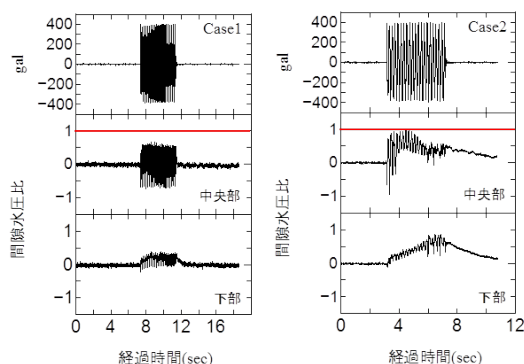 Case1
gal
400
200
0
−200
−400
間隙水圧比
1
0
−1
中央部
1
0
−1
下部
0 4 8 12 16
経過時間(sec)
Case2
gal
400
200
0
−200
−400
間隙水圧比
1
0
−1
中央部
1
0
−1
下部
0 4 8 12
経過時間(sec)